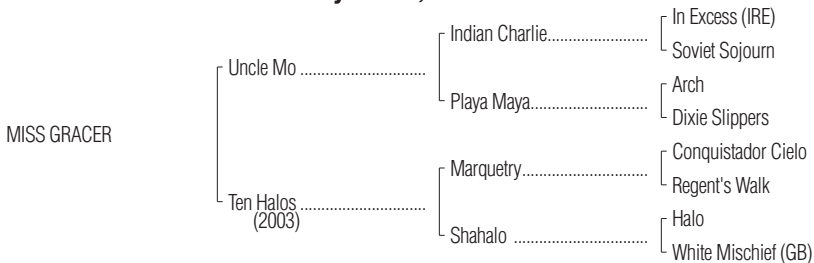 In Excess (IRE)
Indian Charlie
Soviet Sojourn
Uncle Mo
Arch
Playa Maya
Dixie Slippers
MISS GRACER
Conquistador Cielo
Marquetry
Regent's Walk
Ten Halos
(2003)
Halo
Shahalo
White Mischief (GB)